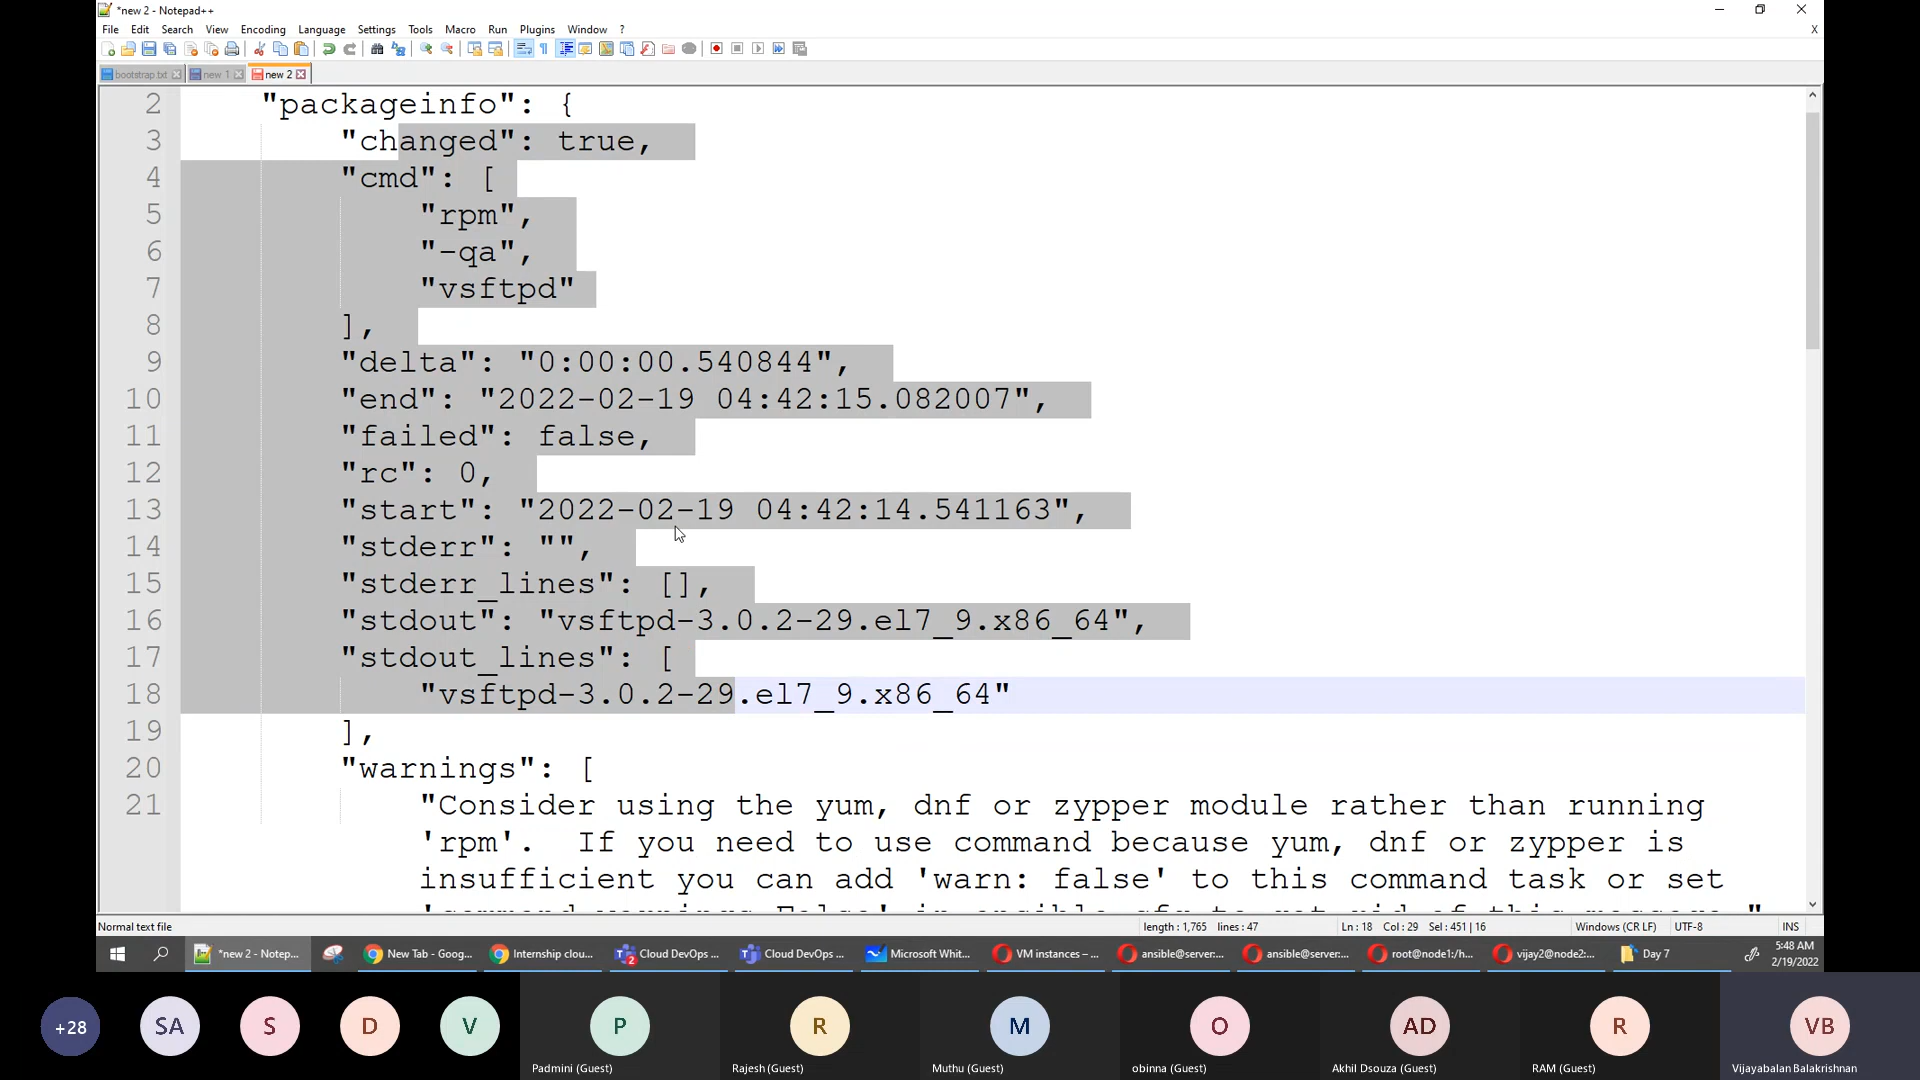 *new 2 - Notepad++
File Edit Search View Encoding Language Settings Tools Macro Run Plugins Window ? X
bootstrap.txt new 1 new 2
2 "packageinfo": {
3 "changed": true,
4 "cmd": [
5 "rpm",
6 "-qa",
7 "vsftpd"
8 ],
9 "delta": "0:00:00.540844",
10 "end": "2022-02-19 04:42:15.082007",
11 "failed": false,
12 "rc": 0,
13 "start": "2022-02-19 04:42:14.541163",
14 "stderr": "",
15 "stderr_lines": [],
16 "stdout": "vsftpd-3.0.2-29.el7_9.x86_64",
17 "stdout_lines": [
18 "vsftpd-3.0.2-29.el7_9.x86_64"
19 ],
20 "warnings": [
21 "Consider using the yum, dnf or zypper module rather than running
'rpm'. If you need to use command because yum, dnf or zypper is
insufficient you can add 'warn: false' to this command task or set
Normal text file length : 1,765 lines : 47 Ln : 18 Col : 29 Sel : 451 | 16 Windows (CR LF) UTF-8 INS
*new 2 - Notep... New Tab - Goog... Internship clou... 2 Cloud DevOps ... Cloud DevOps ... Microsoft Whit... VM instances – ... ansible@server:... ansible@server:... root@node1:/h... vijay2@node2:... Day 7 5:48 AM
2/19/2022
+28 SA S D V P R M O AD R VB
Padmini (Guest) Rajesh (Guest) Muthu (Guest) obinna (Guest) Akhil Dsouza (Guest) RAM (Guest) Vijayabalan Balakrishnan